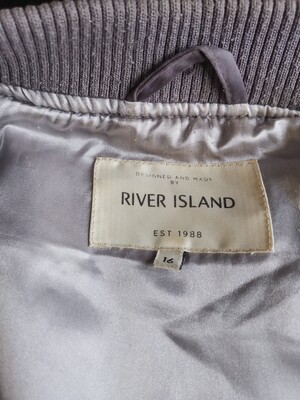 DESIGNED AND MADE
BY
RIVER ISLAND
EST 1988
16